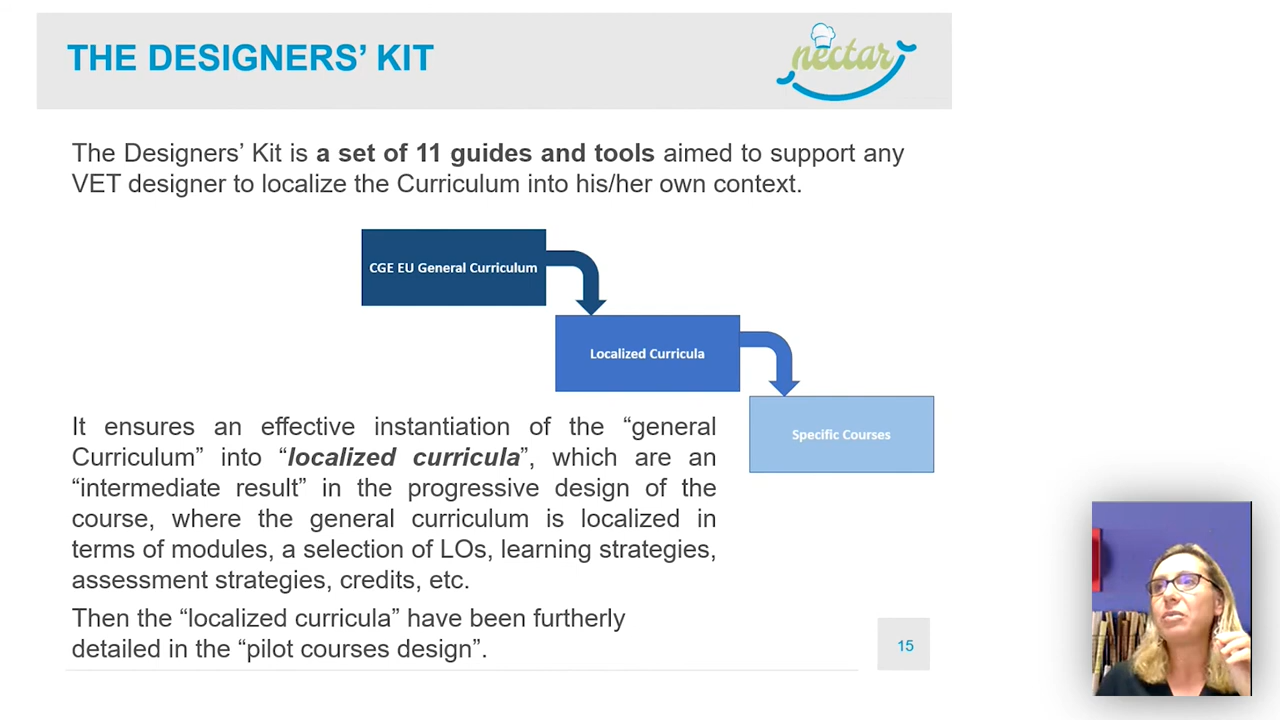 THE DESIGNERS’ KIT
nectar
The Designers’ Kit is a set of 11 guides and tools aimed to support any
VET designer to localize the Curriculum into his/her own context.
CGE EU General Curriculum
Localized Curricula
Specific Courses
It ensures an effective instantiation of the “general
Curriculum” into “localized curricula”, which are an
“intermediate result” in the progressive design of the
course, where the general curriculum is localized in
terms of modules, a selection of LOs, learning strategies,
assessment strategies, credits, etc.
Then the “localized curricula” have been furtherly
detailed in the “pilot courses design”.
15